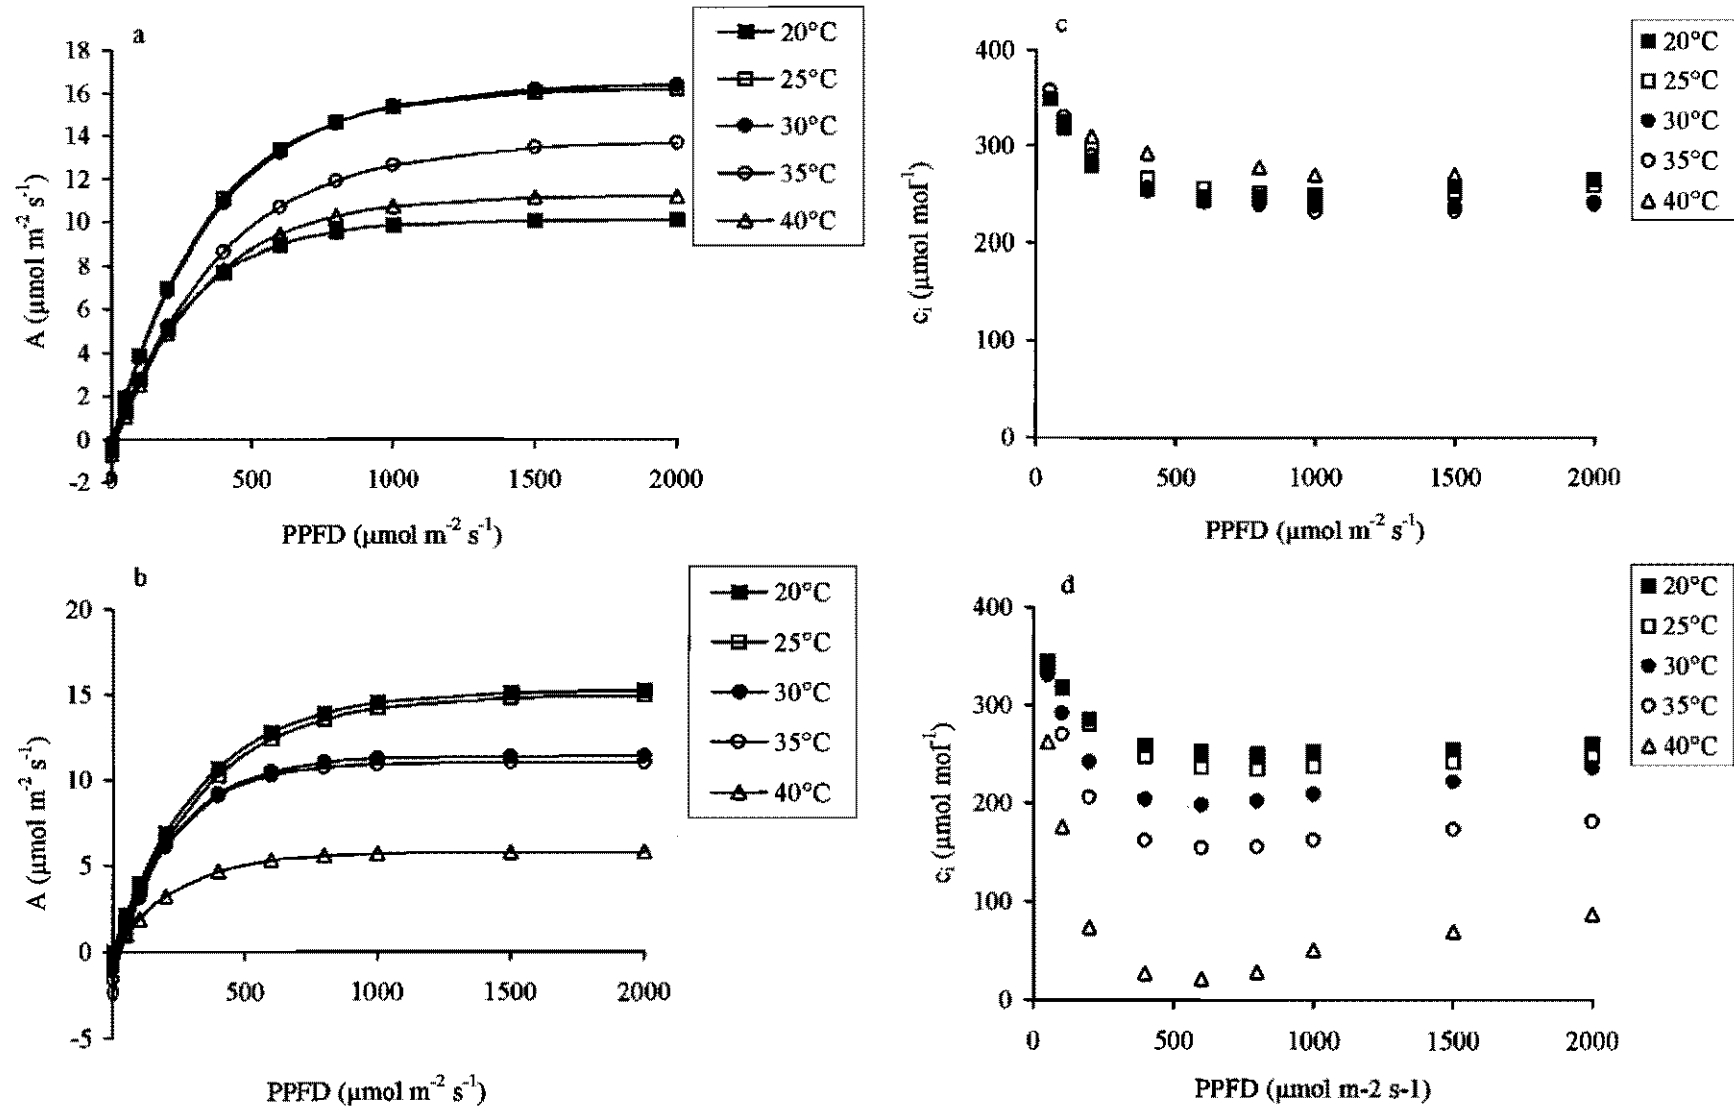 a
18
16
14
12
10
8
6
4
2
0
-2
0 500 1000 1500 2000
A (µmol m⁻² s⁻¹)
PPFD (µmol m⁻² s⁻¹)
20°C
25°C
30°C
35°C
40°C
c
400
300
200
100
0
0 500 1000 1500 2000
cᵢ (µmol mol⁻¹)
PPFD (µmol m⁻² s⁻¹)
20°C
25°C
30°C
35°C
40°C
b
20
15
10
5
0
-5
0 500 1000 1500 2000
A (µmol m⁻² s⁻¹)
PPFD (µmol m⁻² s⁻¹)
20°C
25°C
30°C
35°C
40°C
d
400
300
200
100
0
0 500 1000 1500 2000
cᵢ (µmol mol⁻¹)
PPFD (µmol m-2 s-1)
20°C
25°C
30°C
35°C
40°C